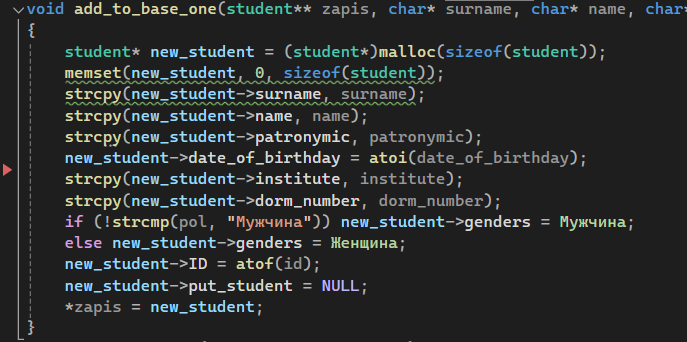 void add_to_base_one(student** zapis, char* surname, char* name, char*
{
student* new_student = (student*)malloc(sizeof(student));
memset(new_student, 0, sizeof(student));
strcpy(new_student->surname, surname);
strcpy(new_student->name, name);
strcpy(new_student->patronymic, patronymic);
new_student->date_of_birthday = atoi(date_of_birthday);
strcpy(new_student->institute, institute);
strcpy(new_student->dorm_number, dorm_number);
if (!strcmp(pol, "Мужчина")) new_student->genders = Мужчина;
else new_student->genders = Женщина;
new_student->ID = atof(id);
new_student->put_student = NULL;
*zapis = new_student;
}